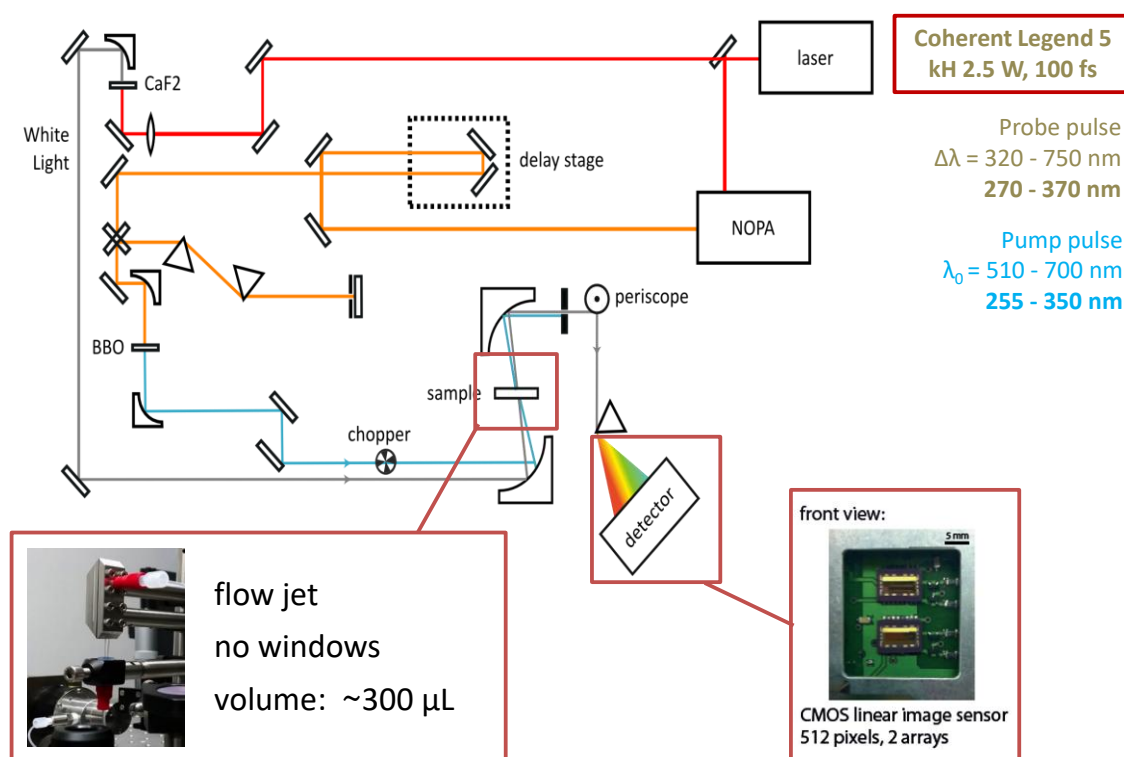 laser
Coherent Legend 5
kH 2.5 W, 100 fs
CaF2
White
Light
delay stage
Probe pulse
Δλ = 320 - 750 nm
270 - 370 nm
NOPA
Pump pulse
λ0 = 510 - 700 nm
255 - 350 nm
periscope
BBO
sample
chopper
detector
flow jet
no windows
volume: ~300 µL
front view:
5 mm
CMOS linear image sensor
512 pixels, 2 arrays